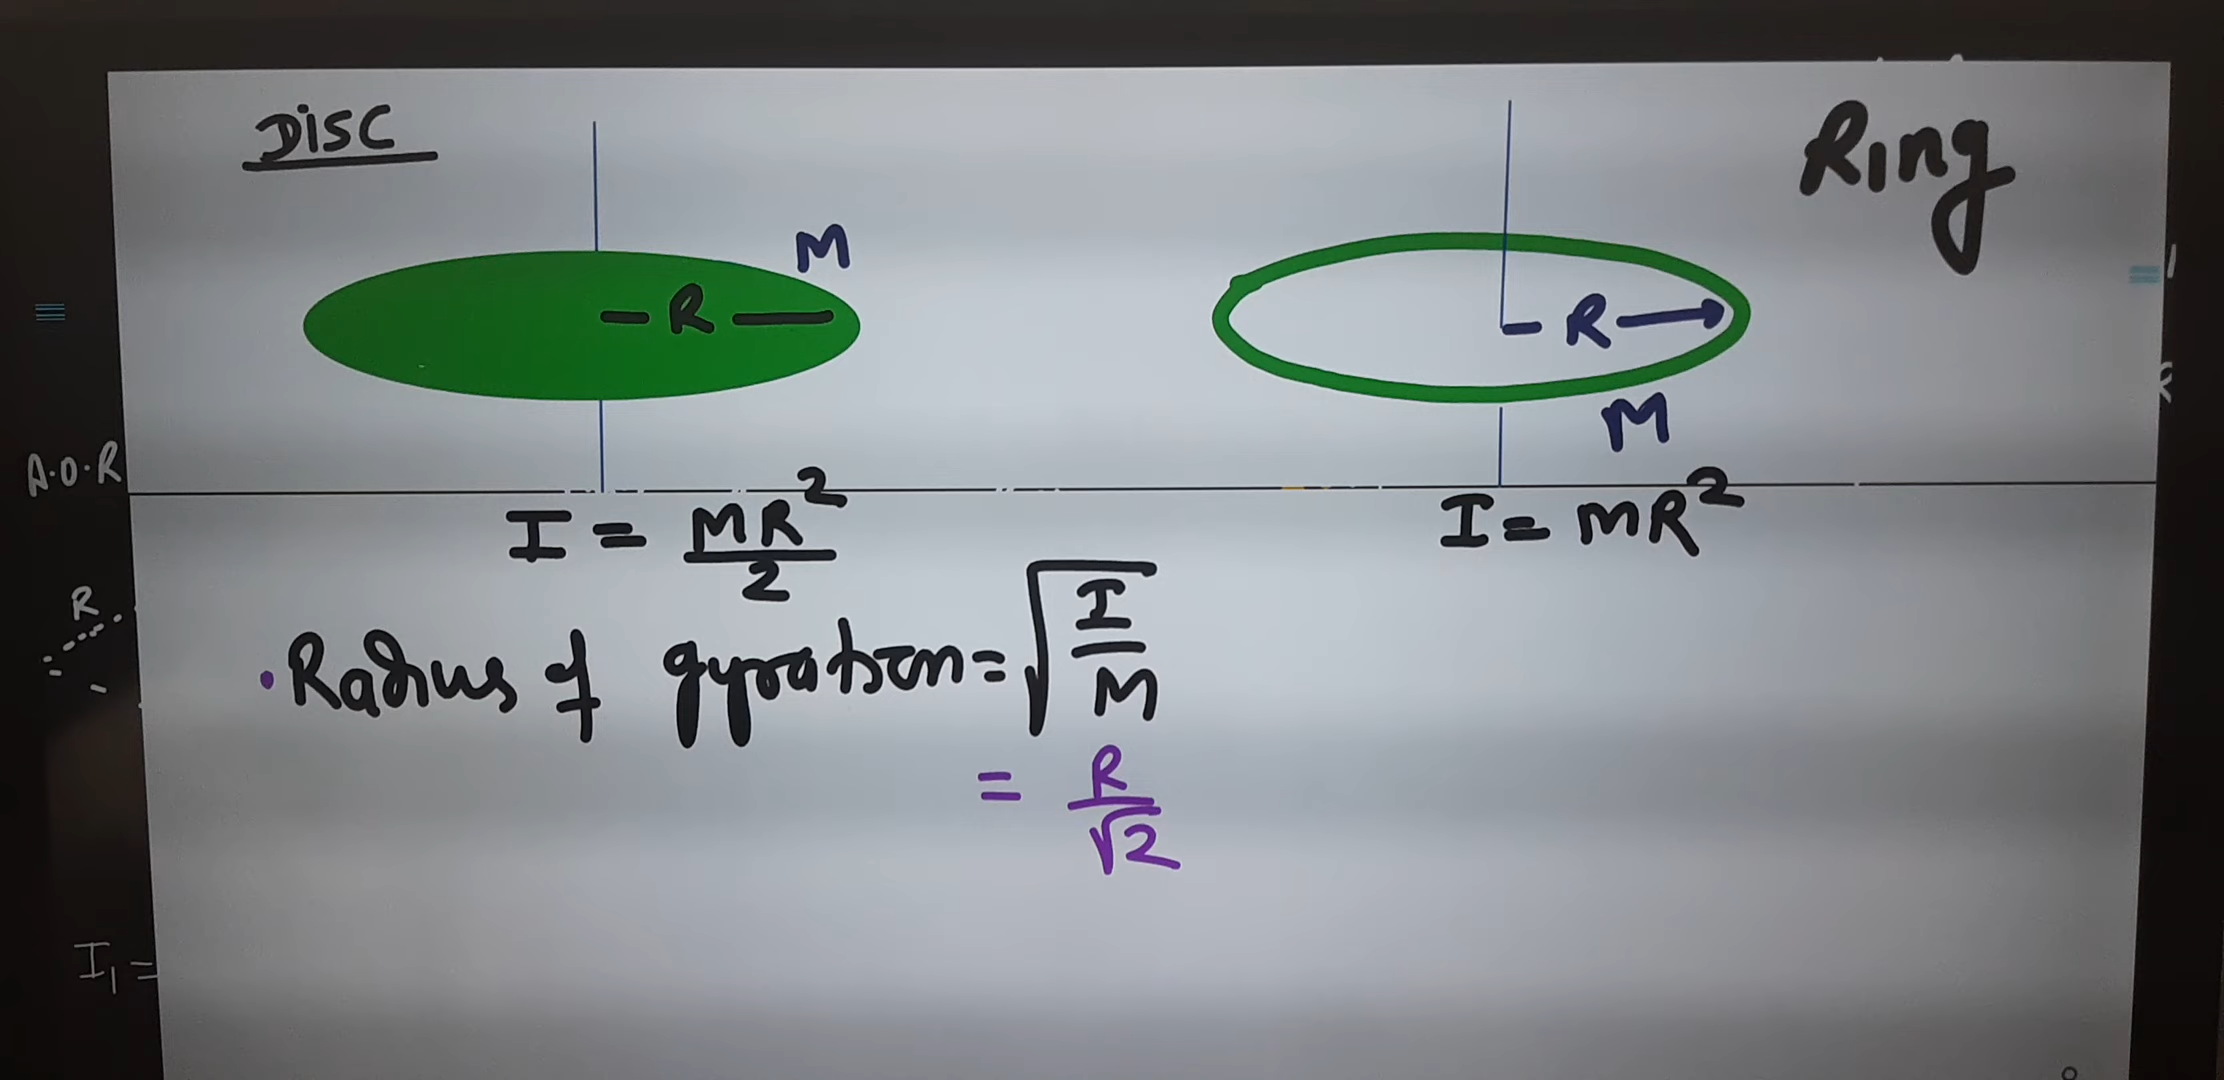 DISC
Ring
M
R
R
M
A.O.R
I = MR²/2
I = MR²
R
• Radius of gyration = √(I/M)
= R/√2
I₁ =